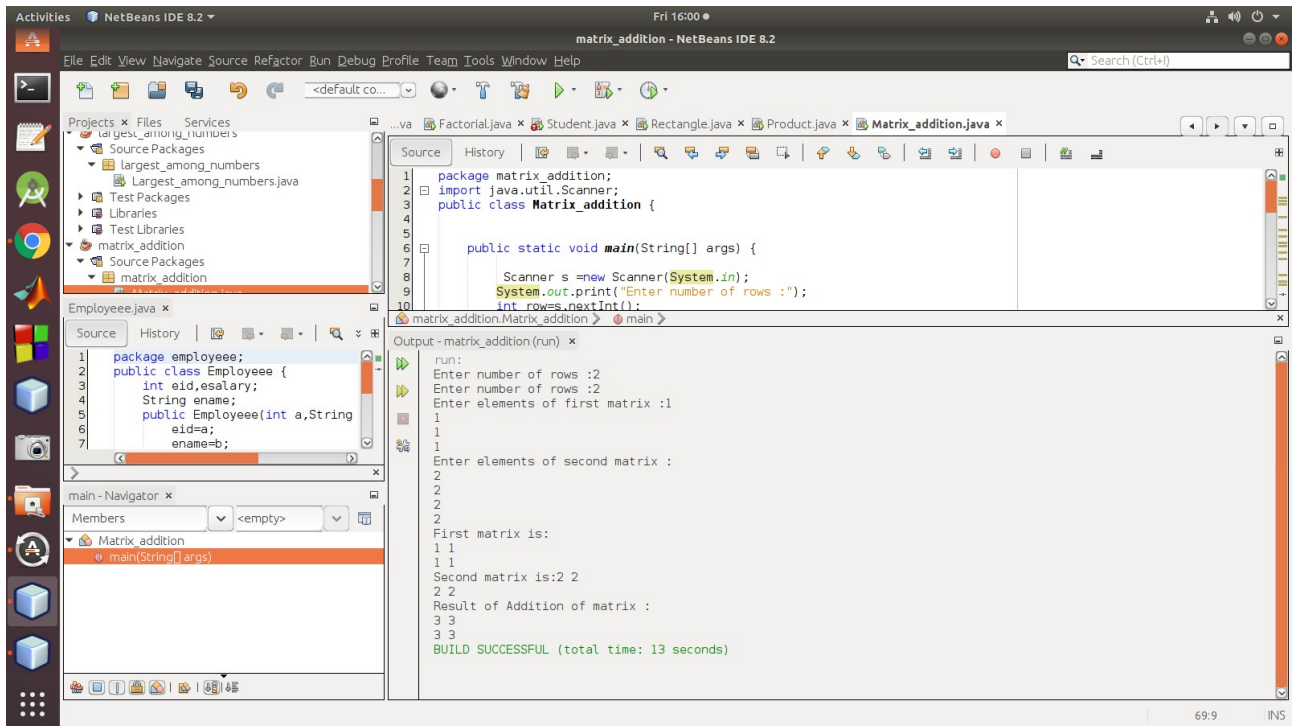 Activities NetBeans IDE 8.2 Fri 16:00
matrix_addition - NetBeans IDE 8.2
File Edit View Navigate Source Refactor Run Debug Profile Team Tools Window Help Search (Ctrl+I)
<default co...
Projects Files Services
largest_among_numbers
Source Packages
largest_among_numbers
Largest_among_numbers.java
Test Packages
Libraries
Test Libraries
matrix_addition
Source Packages
matrix_addition
Matrix_addition.java
...va Factorial.java Student.java Rectangle.java Product.java Matrix_addition.java
Source History
1 package matrix_addition;
2 import java.util.Scanner;
3 public class Matrix_addition {
4
5
6 public static void main(String[] args) {
7
8 Scanner s =new Scanner(System.in);
9 System.out.print("Enter number of rows :");
10 int row=s.nextInt();
matrix_addition.Matrix_addition main
Employeee.java
Source History
1 package employeee;
2 public class Employeee {
3 int eid,esalary;
4 String ename;
5 public Employeee(int a,String
6 eid=a;
7 ename=b;
main - Navigator
Members <empty>
Matrix_addition
main(String[] args)
Output - matrix_addition (run)
run:
Enter number of rows :2
Enter number of rows :2
Enter elements of first matrix :1
1
1
1
Enter elements of second matrix :
2
2
2
2
First matrix is:
1 1
1 1
Second matrix is:2 2
2 2
Result of Addition of matrix :
3 3
3 3
BUILD SUCCESSFUL (total time: 13 seconds)
69:9 INS